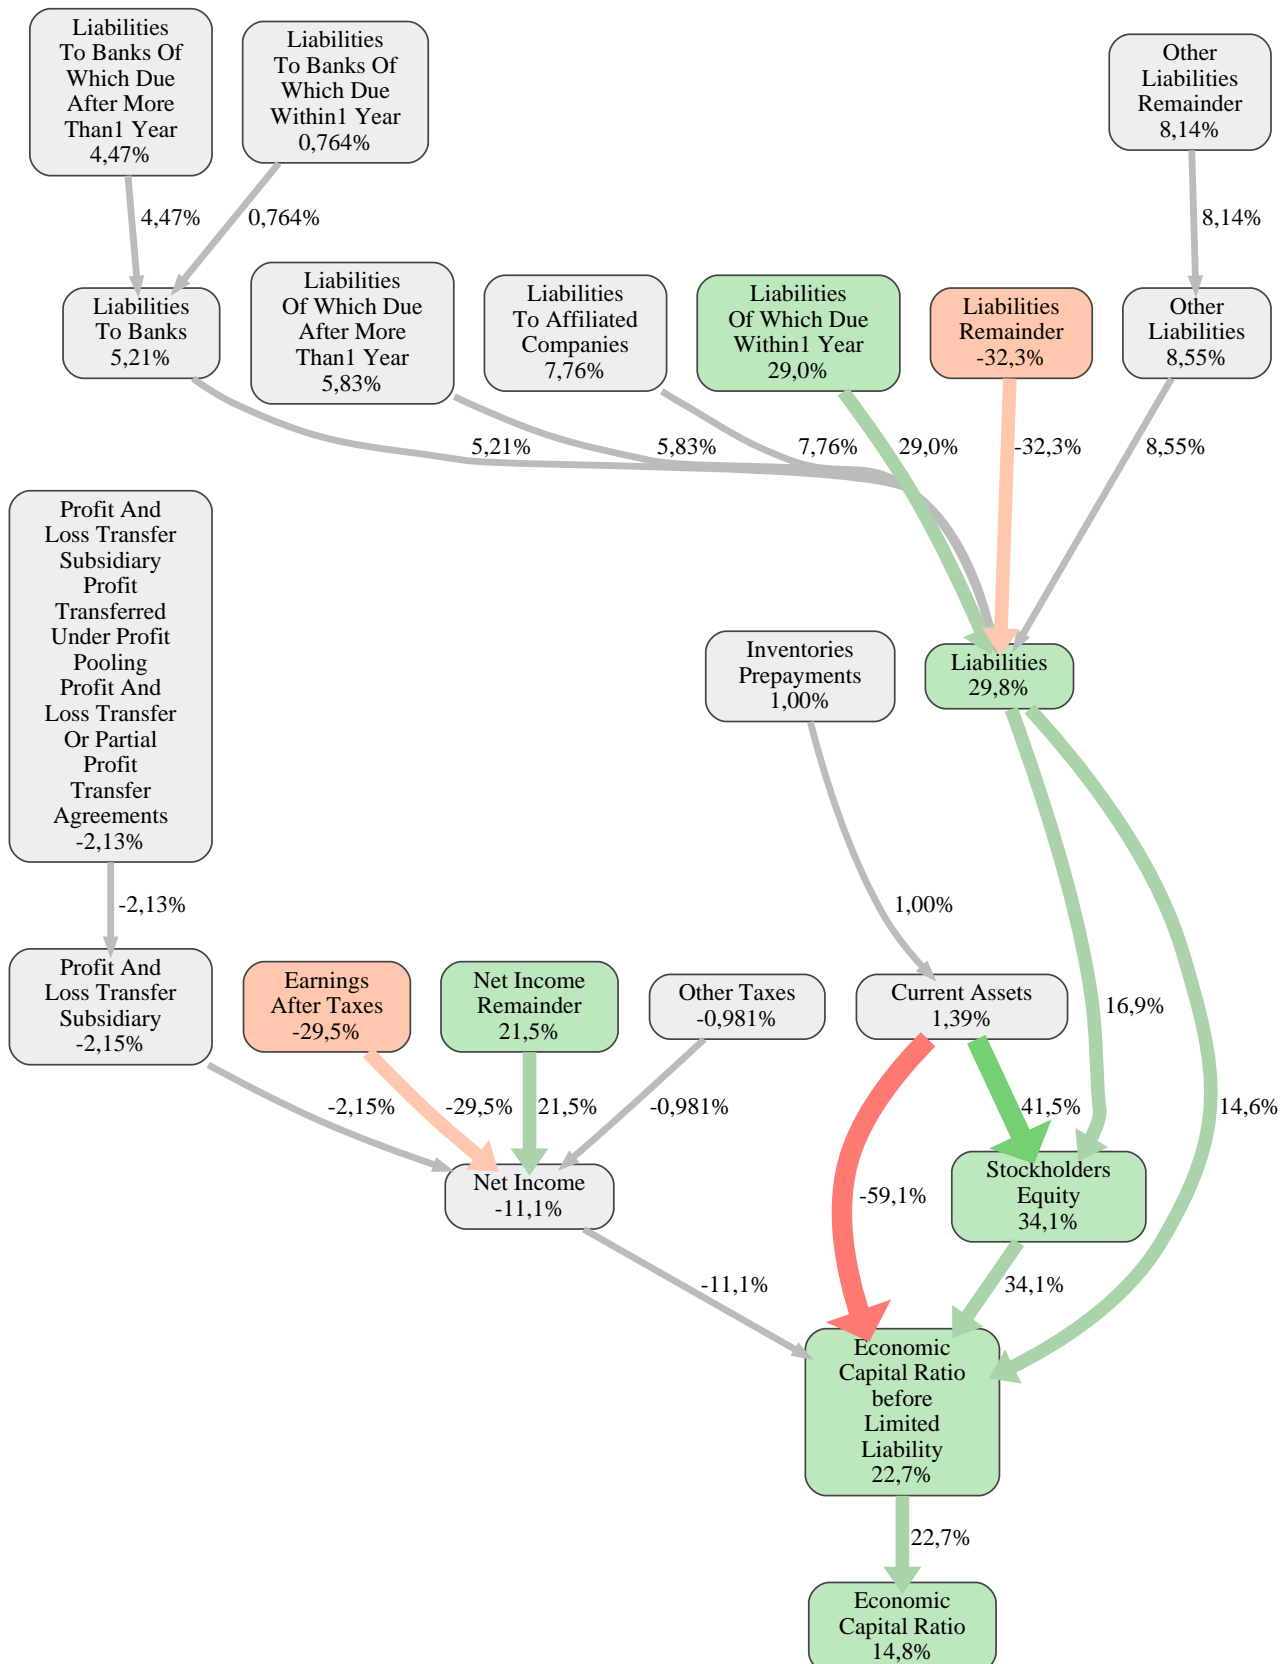 Liabilities
To Banks Of
Which Due
After More
Than1 Year
4,47%
Liabilities
To Banks Of
Which Due
Within1 Year
0,764%
Other
Liabilities
Remainder
8,14%
4,47%
0,764%
8,14%
Liabilities
To Banks
5,21%
Liabilities
Of Which Due
After More
Than1 Year
5,83%
Liabilities
To Affiliated
Companies
7,76%
Liabilities
Of Which Due
Within1 Year
29,0%
Liabilities
Remainder
-32,3%
Other
Liabilities
8,55%
5,21%
5,83%
7,76%
29,0%
-32,3%
8,55%
Profit And
Loss Transfer
Subsidiary
Profit
Transferred
Under Profit
Pooling
Profit And
Loss Transfer
Or Partial
Profit
Transfer
Agreements
-2,13%
Inventories
Prepayments
1,00%
Liabilities
29,8%
-2,13%
1,00%
Profit And
Loss Transfer
Subsidiary
-2,15%
Earnings
After Taxes
-29,5%
Net Income
Remainder
21,5%
Other Taxes
-0,981%
Current Assets
1,39%
16,9%
-2,15%
-29,5%
21,5%
-0,981%
41,5%
14,6%
Net Income
-11,1%
-59,1%
Stockholders
Equity
34,1%
-11,1%
34,1%
Economic
Capital Ratio
before
Limited
Liability
22,7%
22,7%
Economic
Capital Ratio
14,8%